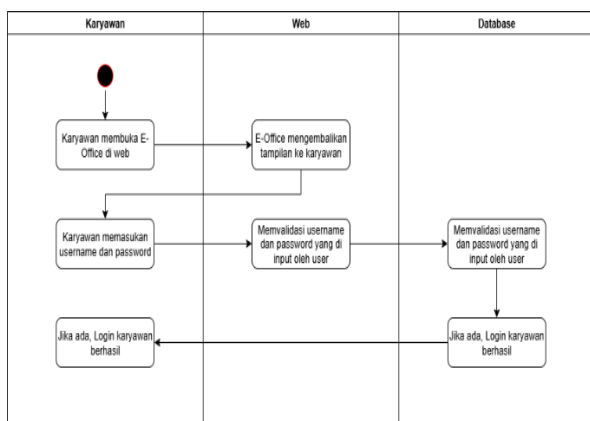 Karyawan
Web
Database
Karyawan membuka E-
Office di web
E-Office mengembalikan
tampilan ke karyawan
Karyawan memasukan
username dan password
Memvalidasi username
dan password yang di
input oleh user
Memvalidasi username
dan password yang di
input oleh user
Jika ada, Login karyawan
berhasil
Jika ada, Login karyawan
berhasil